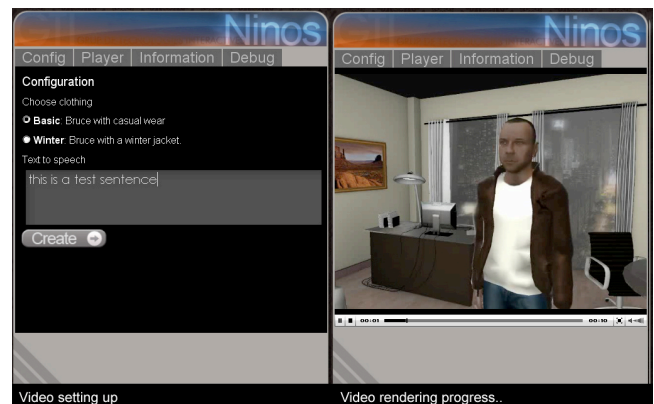 Ninos
Config Player Information Debug
Configuration
Choose clothing
Basic: Bruce with casual wear
Winter: Bruce with a winter jacket.
Text to speech
this is a test sentence
Create
Video setting up
Ninos
Config Player Information Debug
00:01 00:10
Video rendering progress..